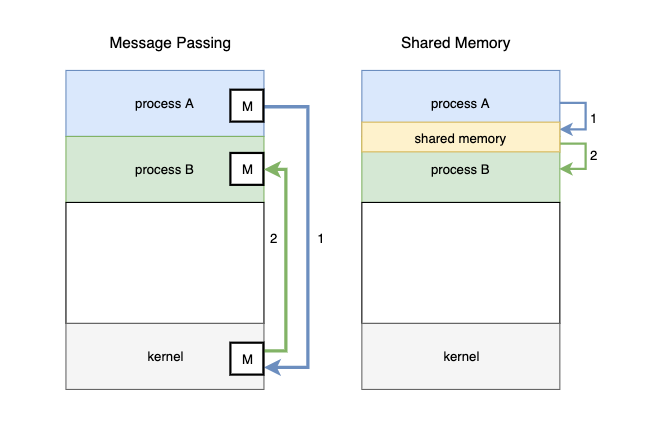 Message Passing
process A
M
process B
M
2
1
kernel
M
Shared Memory
process A
1
shared memory
2
process B
kernel